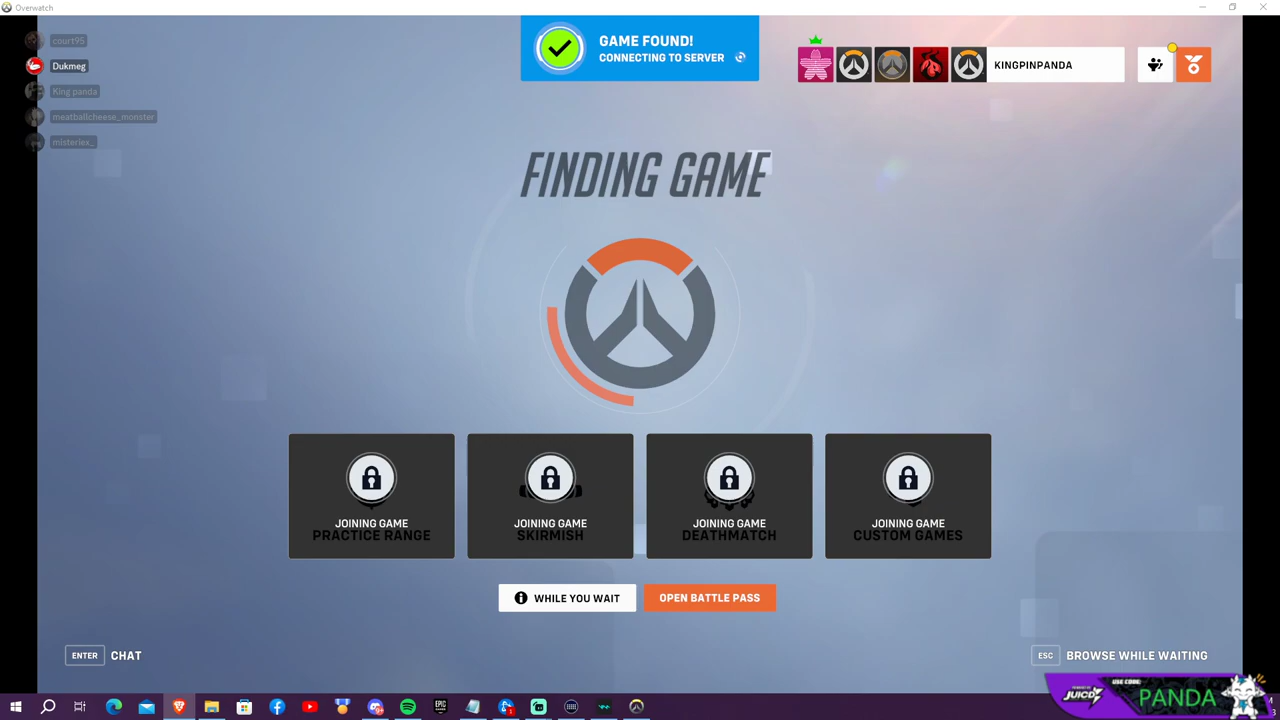 Overwatch
court95
Dukmeg
King panda
meatballcheese_monster
misteriex_
GAME FOUND!
CONNECTING TO SERVER
KINGPINPANDA
FINDING GAME
JOINING GAME
PRACTICE RANGE
JOINING GAME
SKIRMISH
JOINING GAME
DEATHMATCH
JOINING GAME
CUSTOM GAMES
WHILE YOU WAIT
OPEN BATTLE PASS
ENTER CHAT
ESC BROWSE WHILE WAITING
USE CODE:
PANDA
EPIC